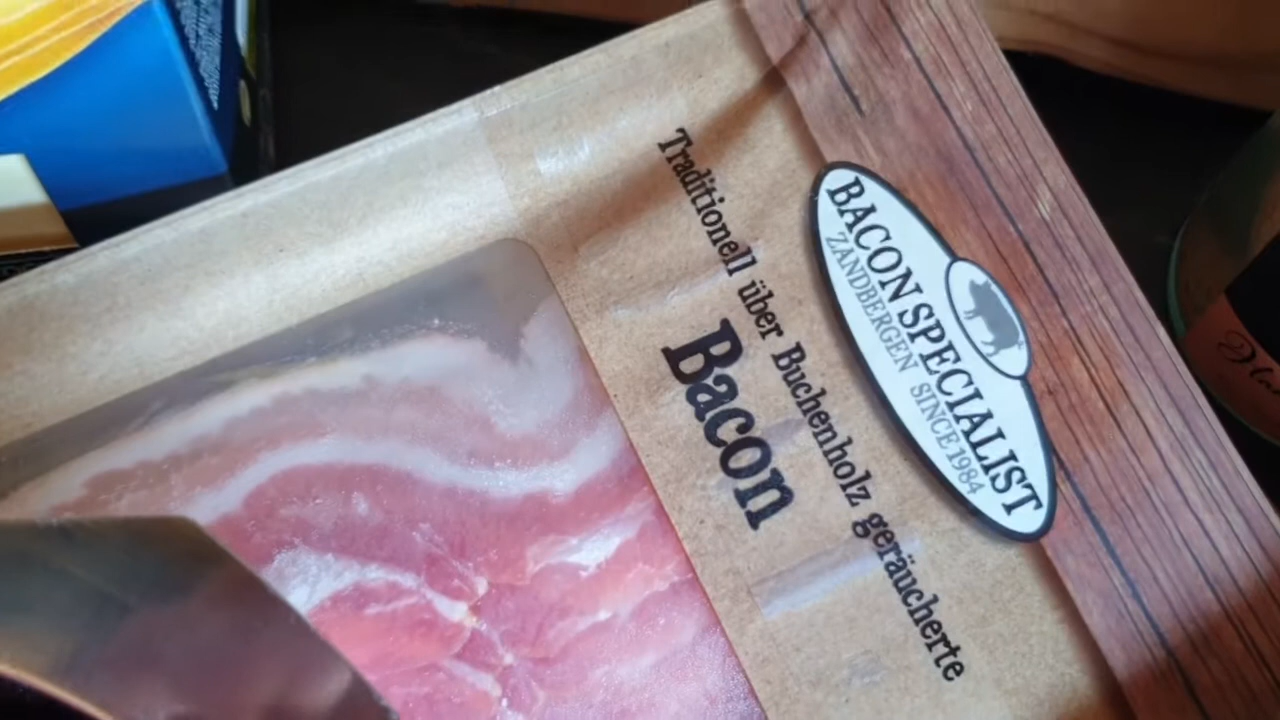 BACON SPECIALIST
ZANDBERGEN SINCE 1984
Traditionell über Buchenholz geräucherte
Bacon